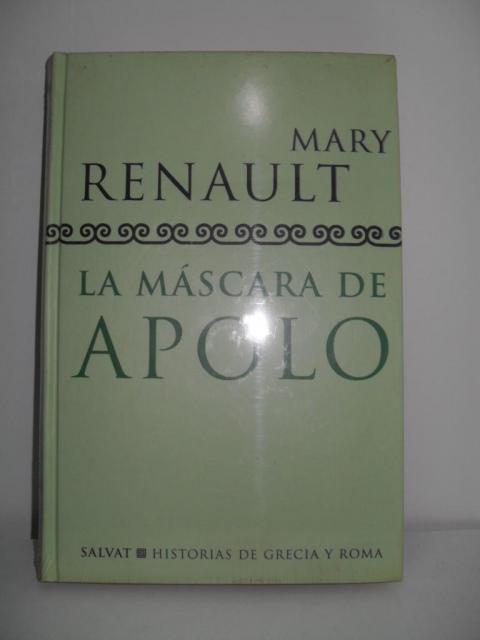 MARY
RENAULT
LA MÁSCARA DE
APOLO
SALVAT HISTORIAS DE GRECIA Y ROMA